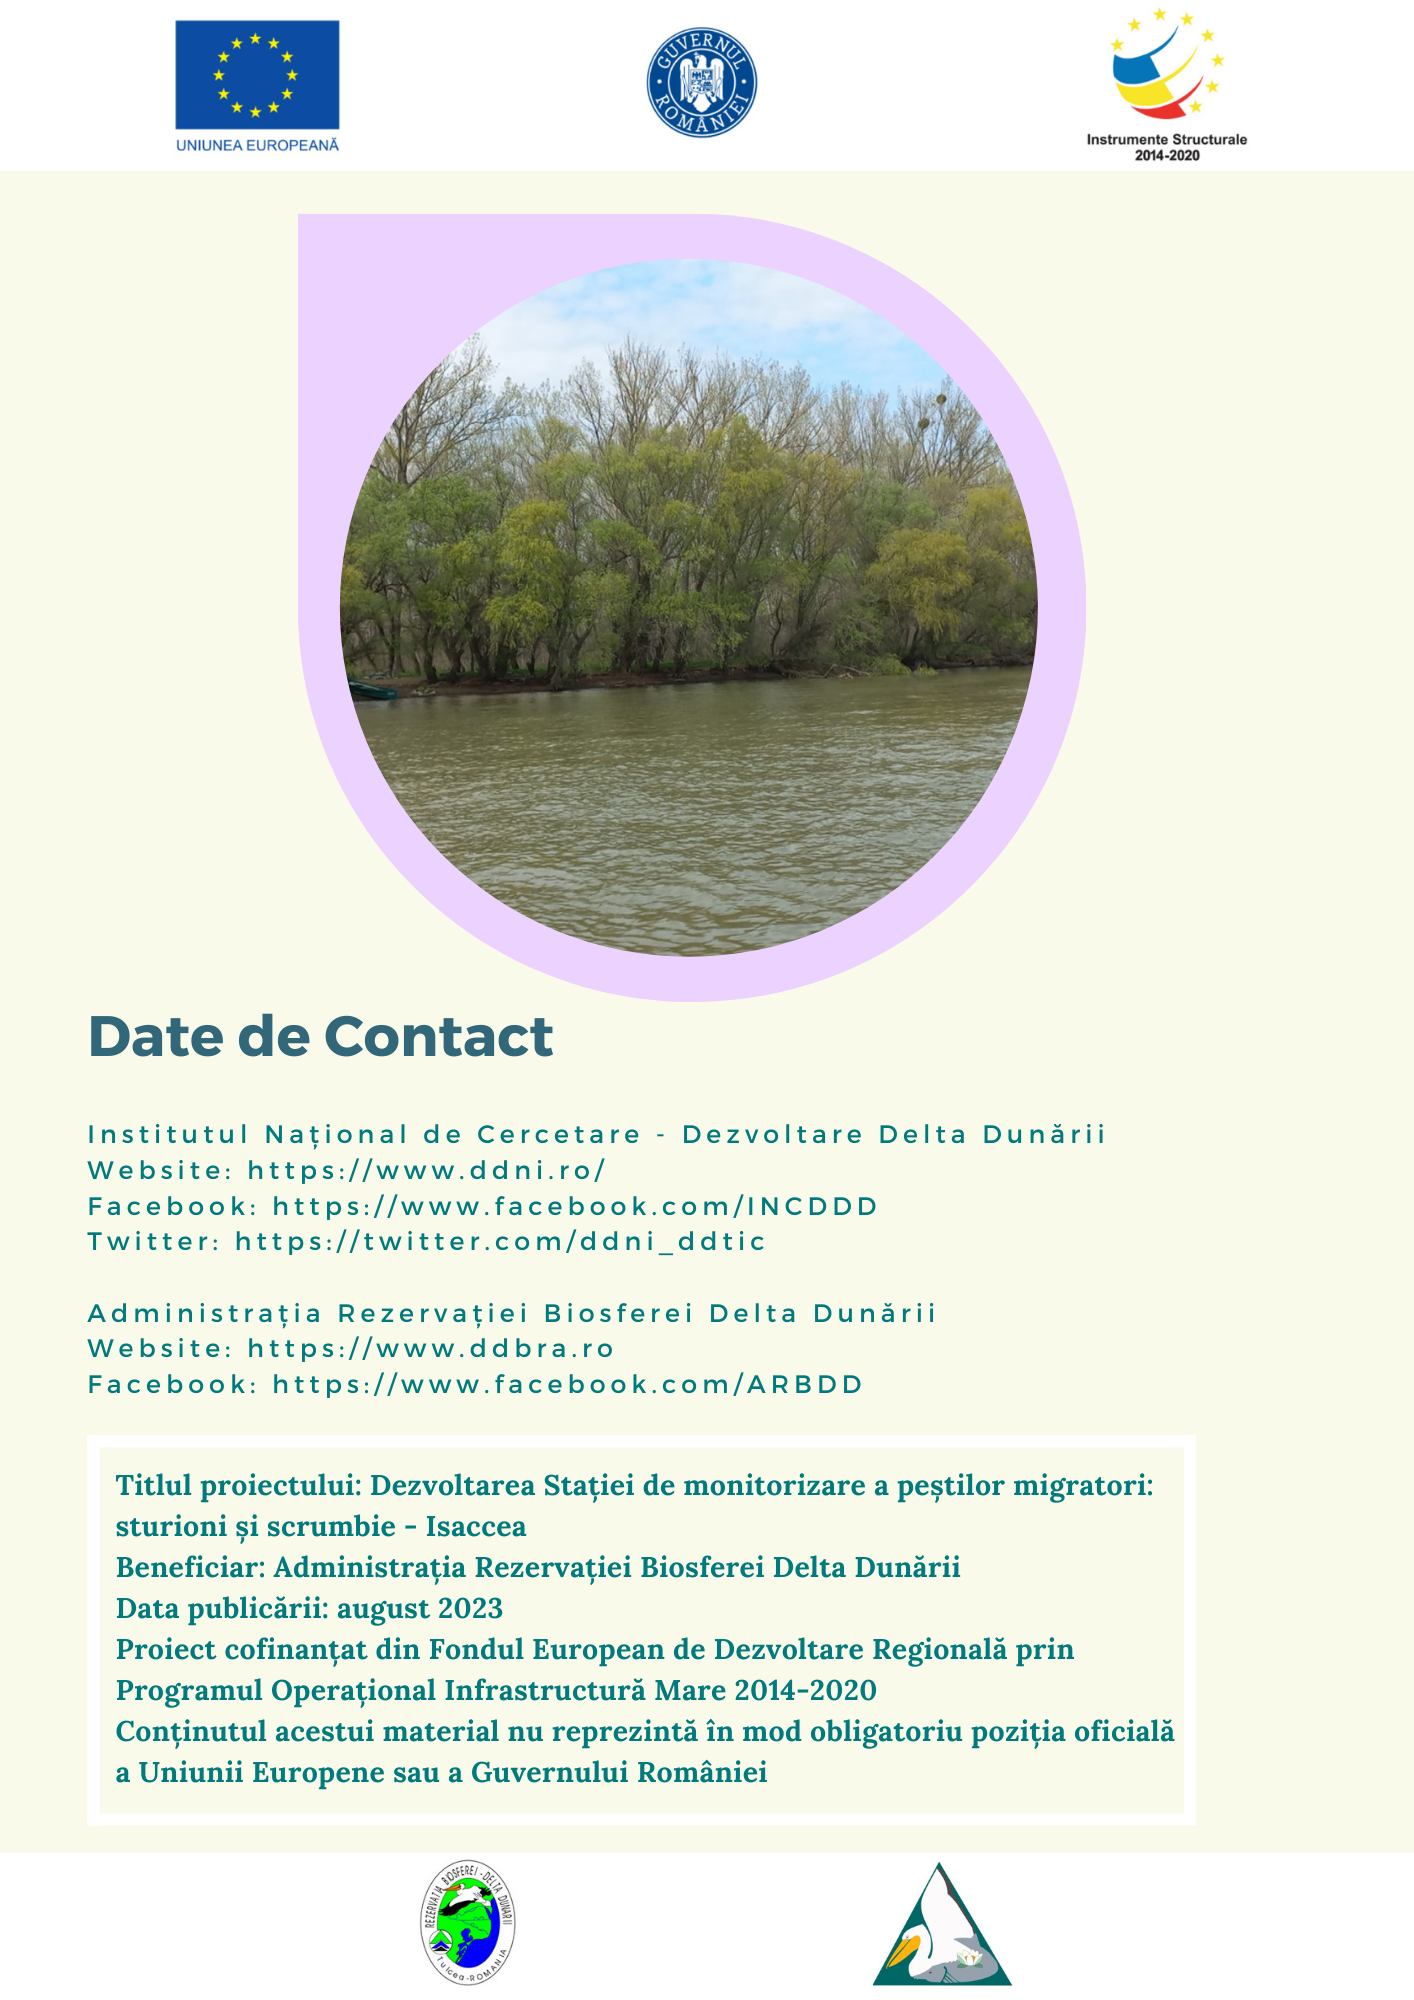 UNIUNEA EUROPEANĂ
GUVERNUL ROMÂNIEI
Instrumente Structurale
2014-2020
Date de Contact
Institutul Național de Cercetare - Dezvoltare Delta Dunării
Website: https://www.ddni.ro/
Facebook: https://www.facebook.com/INCDDD
Twitter: https://twitter.com/ddni_ddtic
Administrația Rezervației Biosferei Delta Dunării
Website: https://www.ddbra.ro
Facebook: https://www.facebook.com/ARBDD
Titlul proiectului: Dezvoltarea Stației de monitorizare a peștilor migratori:
sturioni și scrumbie - Isaccea
Beneficiar: Administrația Rezervației Biosferei Delta Dunării
Data publicării: august 2023
Proiect cofinanțat din Fondul European de Dezvoltare Regională prin
Programul Operațional Infrastructură Mare 2014-2020
Conținutul acestui material nu reprezintă în mod obligatoriu poziția oficială
a Uniunii Europene sau a Guvernului României
REZERVAȚIA BIOSFEREI - DELTA DUNĂRII
Tulcea - ROMANIA